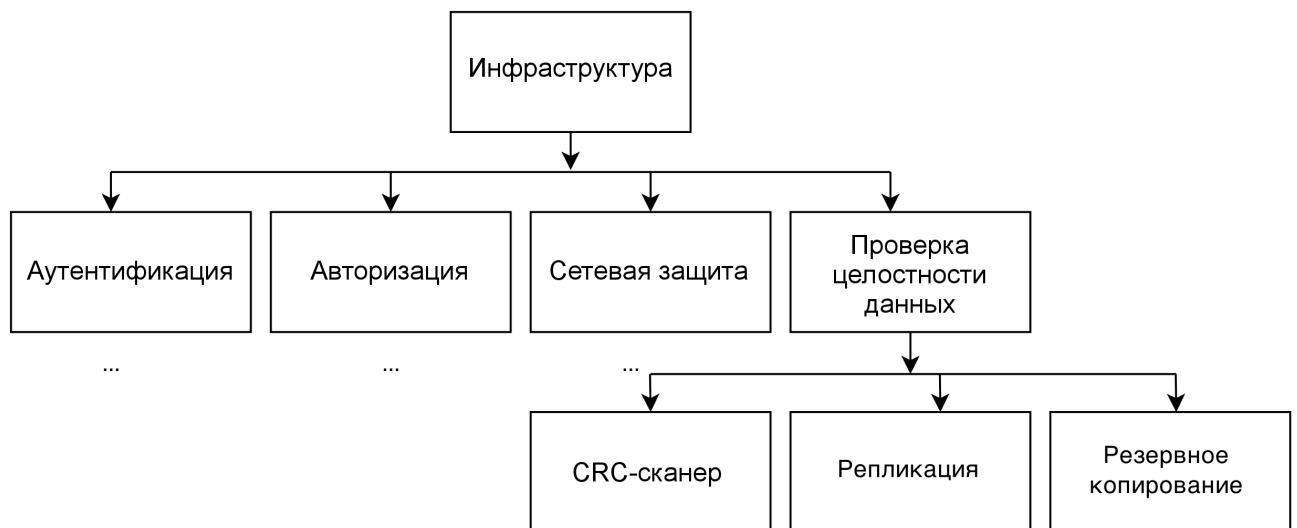 Инфраструктура
Аутентификация
Авторизация
Сетевая защита
Проверка
целостности
данных
...
...
...
CRC-сканер
Репликация
Резервное
копирование